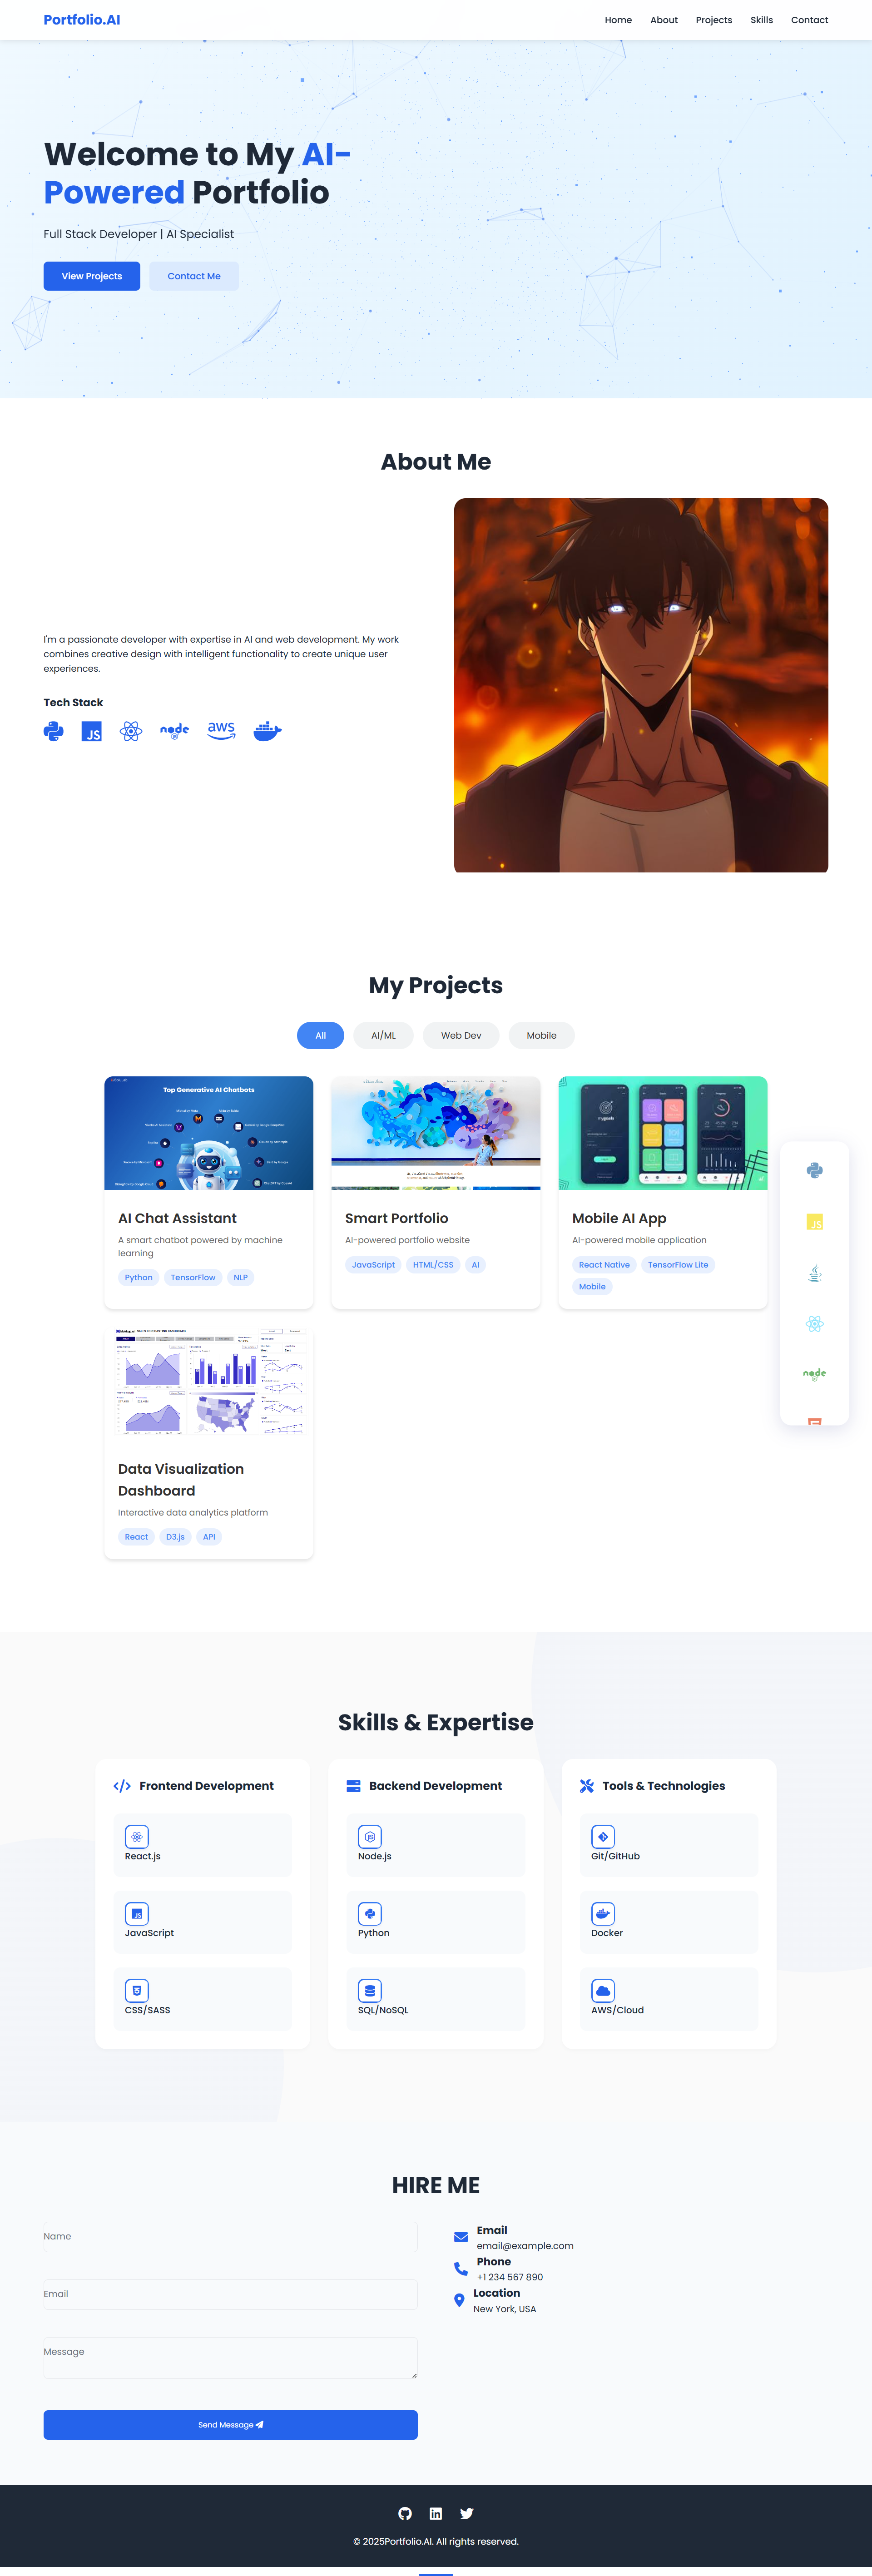 Portfolio.AI
Home
About
Projects
Skills
Contact
Welcome to My AI-
Powered Portfolio
Full Stack Developer | AI Specialist
View Projects
Contact Me
About Me
I'm a passionate developer with expertise in AI and web development. My work
combines creative design with intelligent functionality to create unique user
experiences.
Tech Stack
JS
node
JS
aws
My Projects
All
AI/ML
Web Dev
Mobile
Top Generative AI Chatbots
AI Chat Assistant
A smart chatbot powered by machine
learning
Python
TensorFlow
NLP
Smart Portfolio
AI-powered portfolio website
JavaScript
HTML/CSS
AI
mygoals
Mobile AI App
AI-powered mobile application
React Native
TensorFlow Lite
Mobile
JS
node
Data Visualization
Dashboard
Interactive data analytics platform
React
D3.js
API
Skills & Expertise
Frontend Development
React.js
JS
JavaScript
CSS/SASS
Backend Development
Node.js
Python
SQL/NoSQL
Tools & Technologies
Git/GitHub
Docker
AWS/Cloud
HIRE ME
Name
Email
Message
Send Message
Email
email@example.com
Phone
+1 234 567 890
Location
New York, USA
in
© 2025Portfolio.AI. All rights reserved.